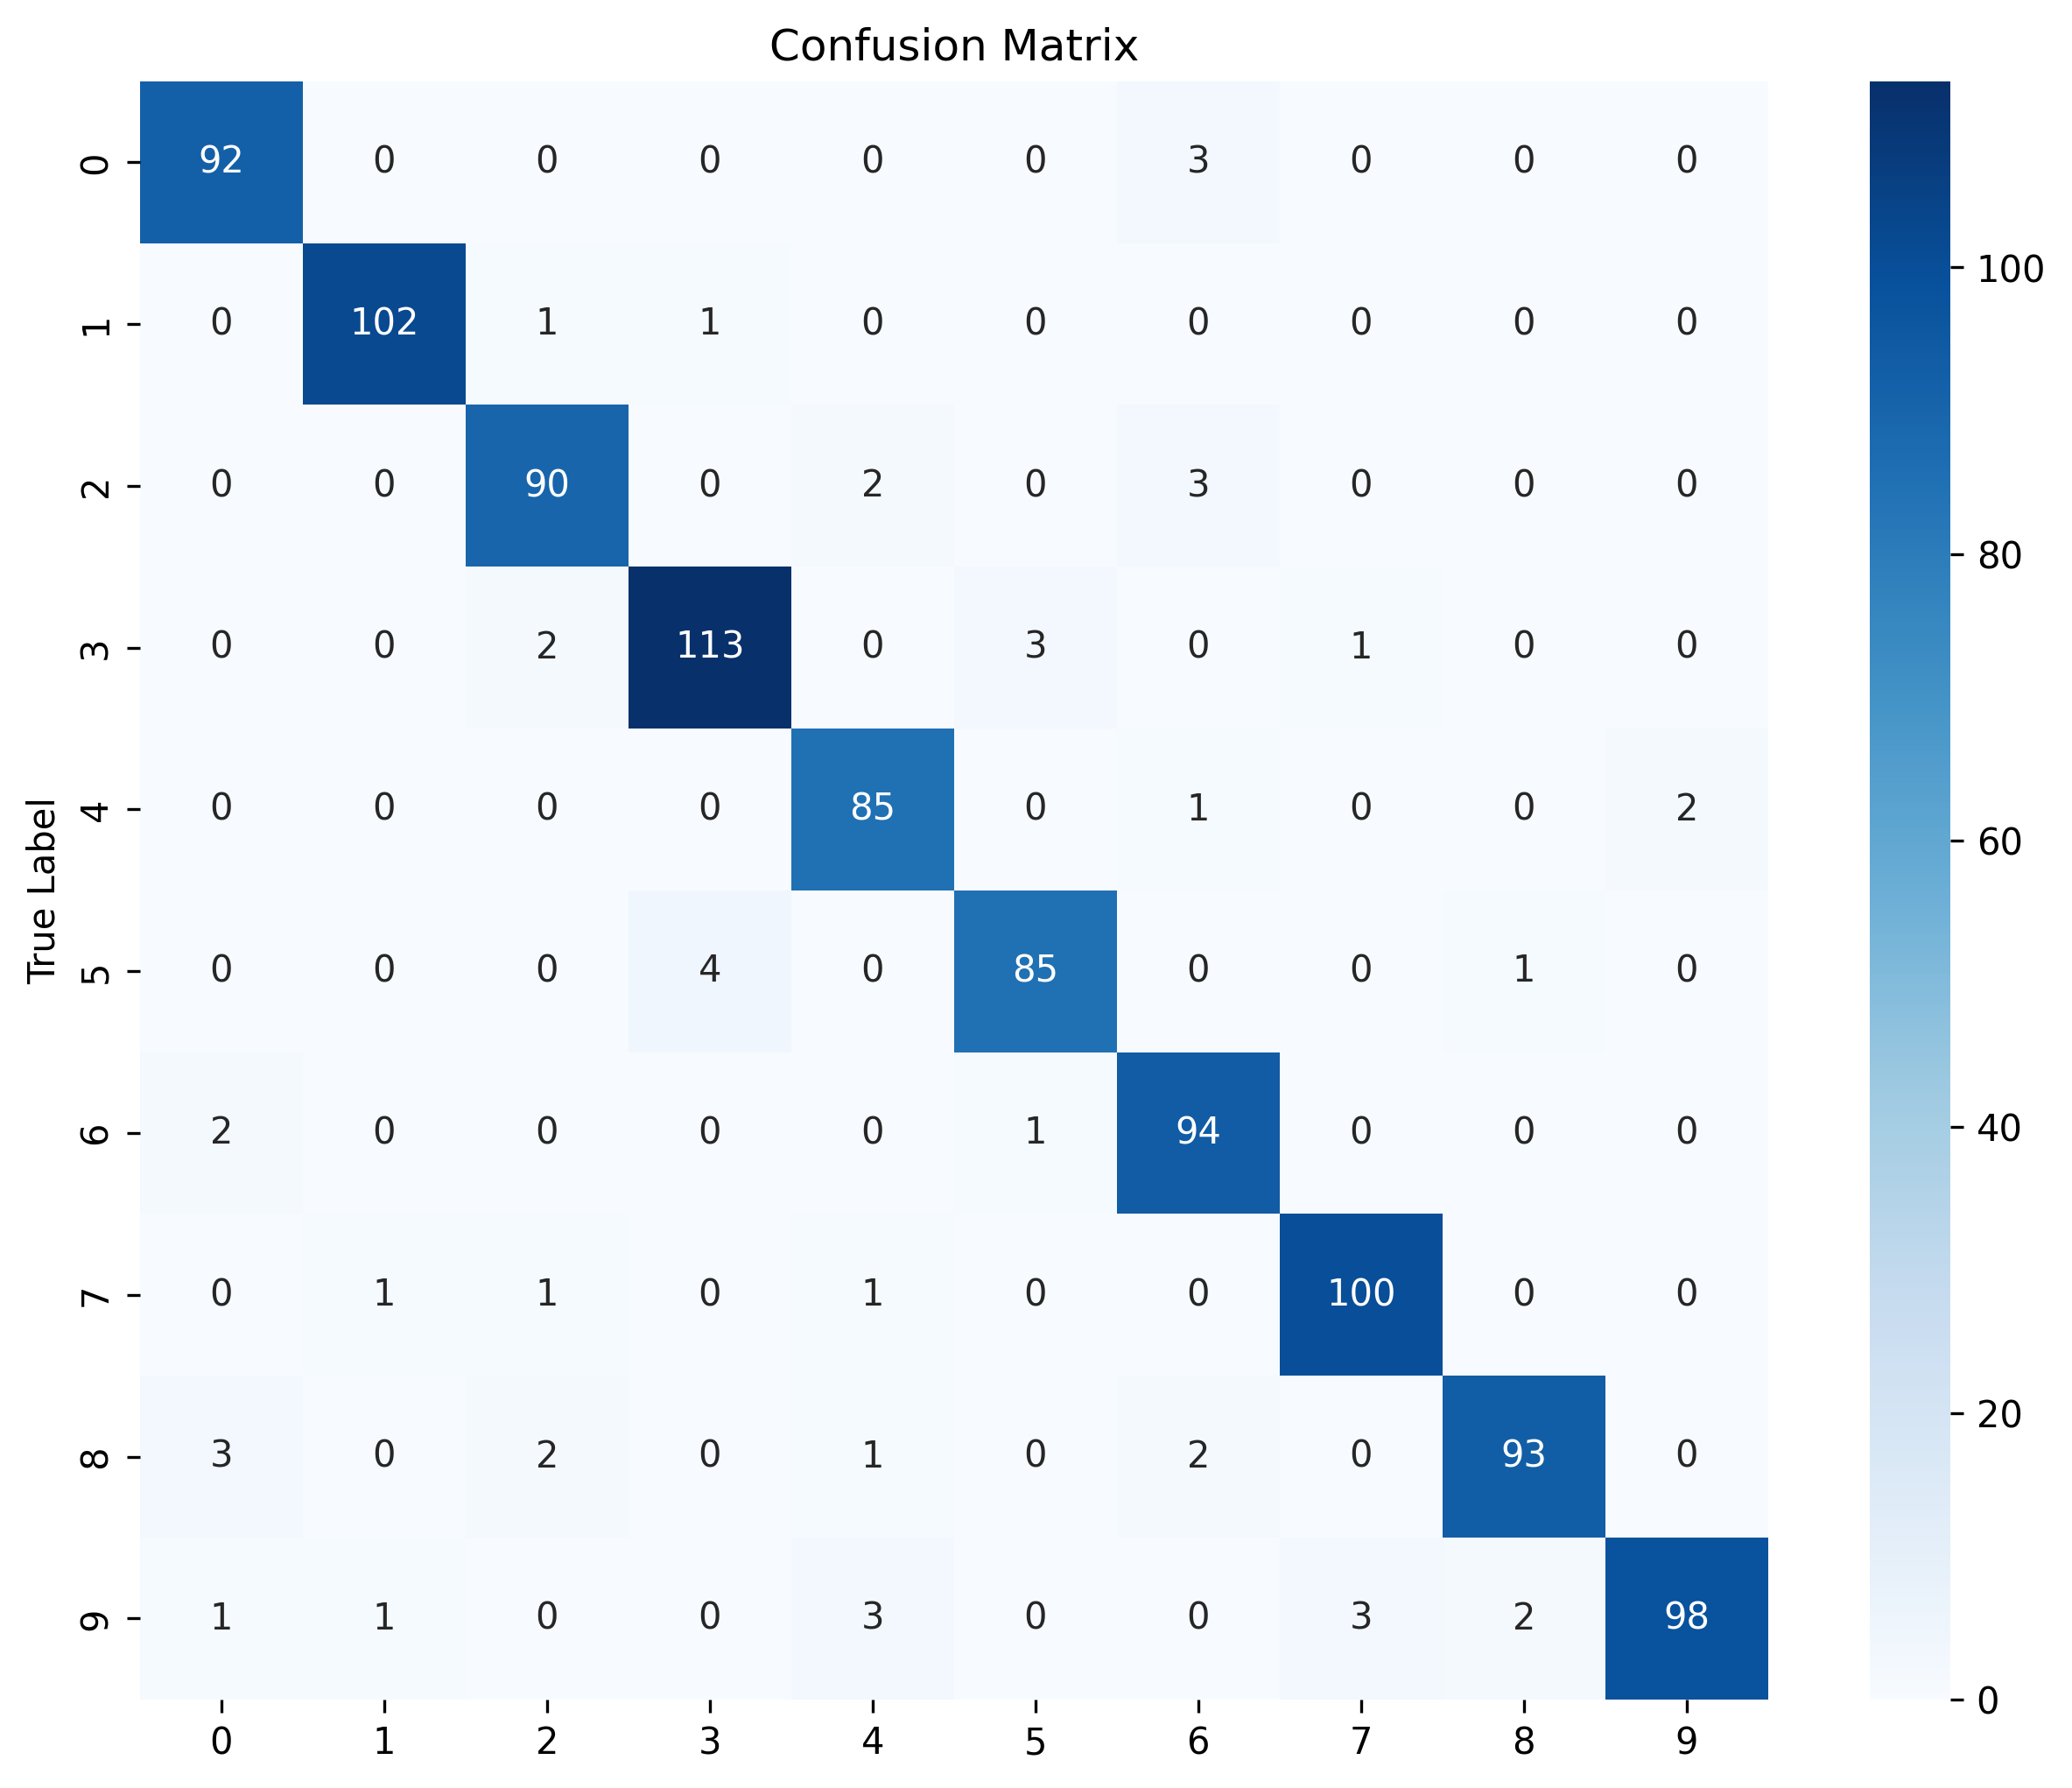 Confusion Matrix
True Label
0 92 0 0 0 0 0 3 0 0 0
1 0 102 1 1 0 0 0 0 0 0
2 0 0 90 0 2 0 3 0 0 0
3 0 0 2 113 0 3 0 1 0 0
4 0 0 0 0 85 0 1 0 0 2
5 0 0 0 4 0 85 0 0 1 0
6 2 0 0 0 0 1 94 0 0 0
7 0 1 1 0 1 0 0 100 0 0
8 3 0 2 0 1 0 2 0 93 0
9 1 1 0 0 3 0 0 3 2 98
0 1 2 3 4 5 6 7 8 9
100
80
60
40
20
0